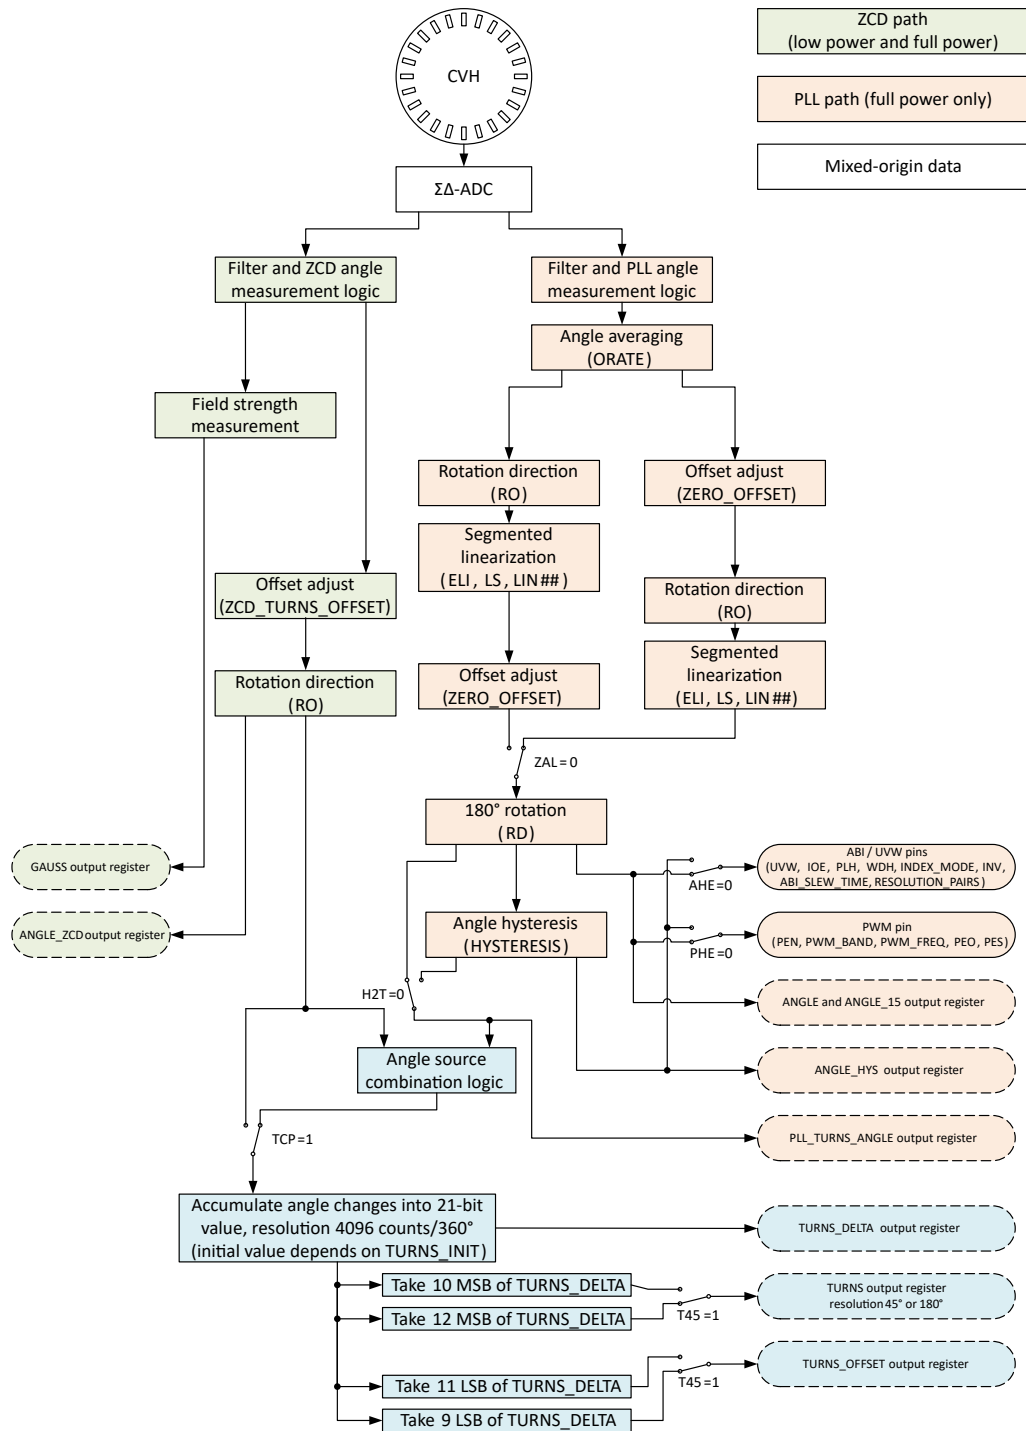 CVH
ZCD path
(low power and full power)
PLL path (full power only)
Mixed-origin data
ΣΔ-ADC
Filter and ZCD angle
measurement logic
Filter and PLL angle
measurement logic
Angle averaging
(ORATE)
Field strength
measurement
Rotation direction
(RO)
Offset adjust
(ZERO_OFFSET)
Segmented
linearization
(ELI, LS, LIN##)
Offset adjust
(ZCD_TURNS_OFFSET)
Rotation direction
(RO)
Rotation direction
(RO)
Offset adjust
(ZERO_OFFSET)
Segmented
linearization
(ELI, LS, LIN##)
ZAL=0
180° rotation
(RD)
GAUSS output register
ABI / UVW pins
(UVW, IOE, PLH, WDH, INDEX_MODE, INV,
ABI_SLEW_TIME, RESOLUTION_PAIRS)
AHE=0
ANGLE_ZCD output register
Angle hysteresis
(HYSTERESIS)
PWM pin
(PEN, PWM_BAND, PWM_FREQ, PEO, PES)
PHE=0
H2T=0
ANGLE and ANGLE_15 output register
Angle source
combination logic
ANGLE_HYS output register
TCP=1
PLL_TURNS_ANGLE output register
Accumulate angle changes into 21-bit
value, resolution 4096 counts/360°
(initial value depends on TURNS_INIT)
TURNS_DELTA output register
Take 10 MSB of TURNS_DELTA
Take 12 MSB of TURNS_DELTA
T45=1
TURNS output register
resolution 45° or 180°
Take 11 LSB of TURNS_DELTA
Take 9 LSB of TURNS_DELTA
T45=1
TURNS_OFFSET output register